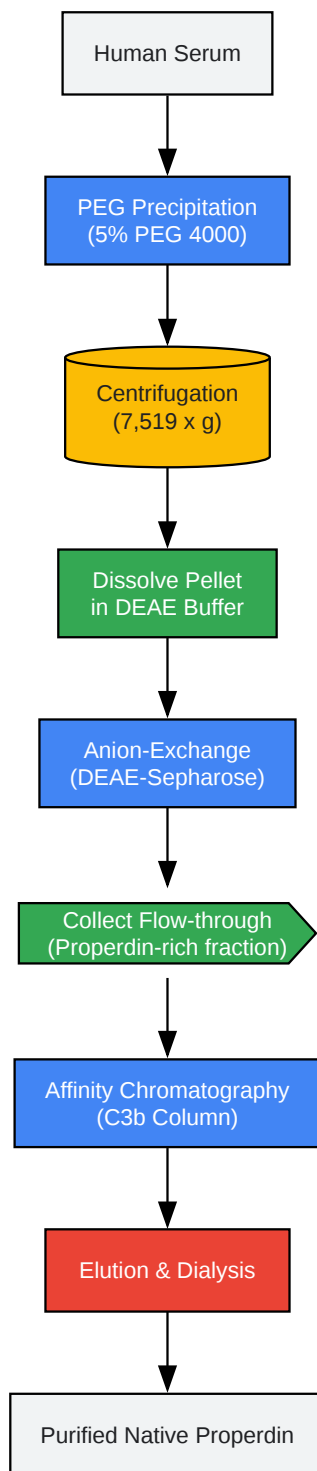 Human Serum
PEG Precipitation
(5% PEG 4000)
Centrifugation
(7,519 x g)
Dissolve Pellet
in DEAE Buffer
Anion-Exchange
(DEAE-Sepharose)
Collect Flow-through
(Properdin-rich fraction)
Affinity Chromatography
(C3b Column)
Elution & Dialysis
Purified Native Properdin